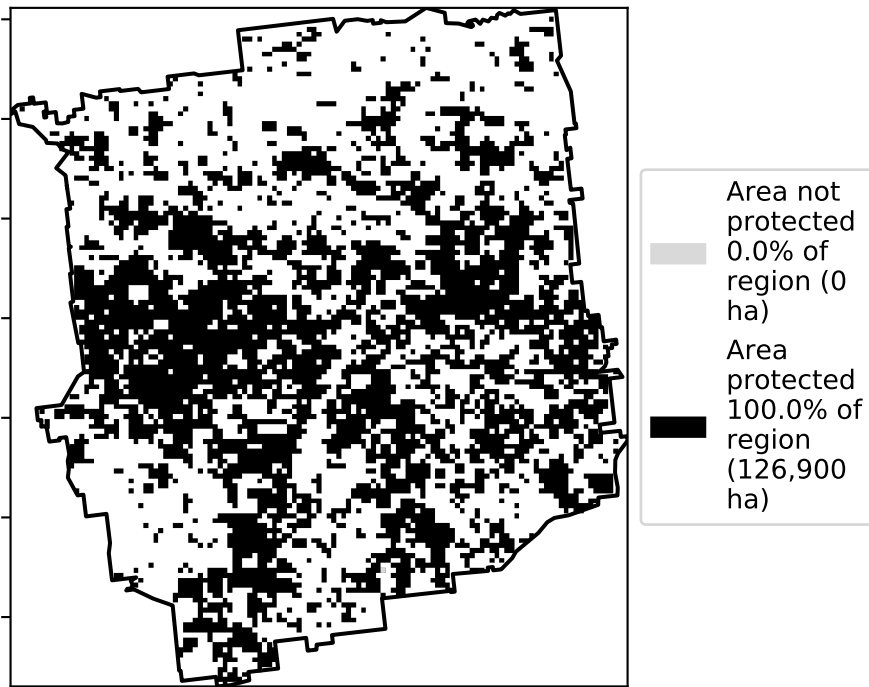 Area not
protected
0.0% of
region (0
ha)
Area
protected
100.0% of
region
(126,900
ha)